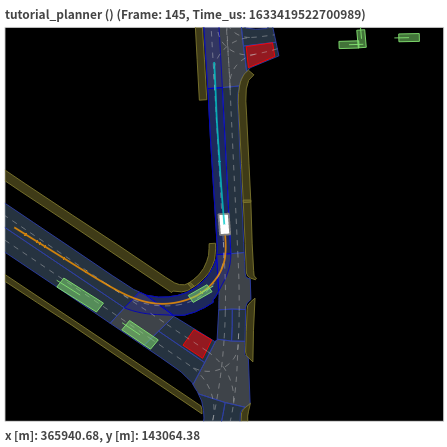 tutorial_planner () (Frame: 145, Time_us: 1633419522700989)
x [m]: 365940.68, y [m]: 143064.38